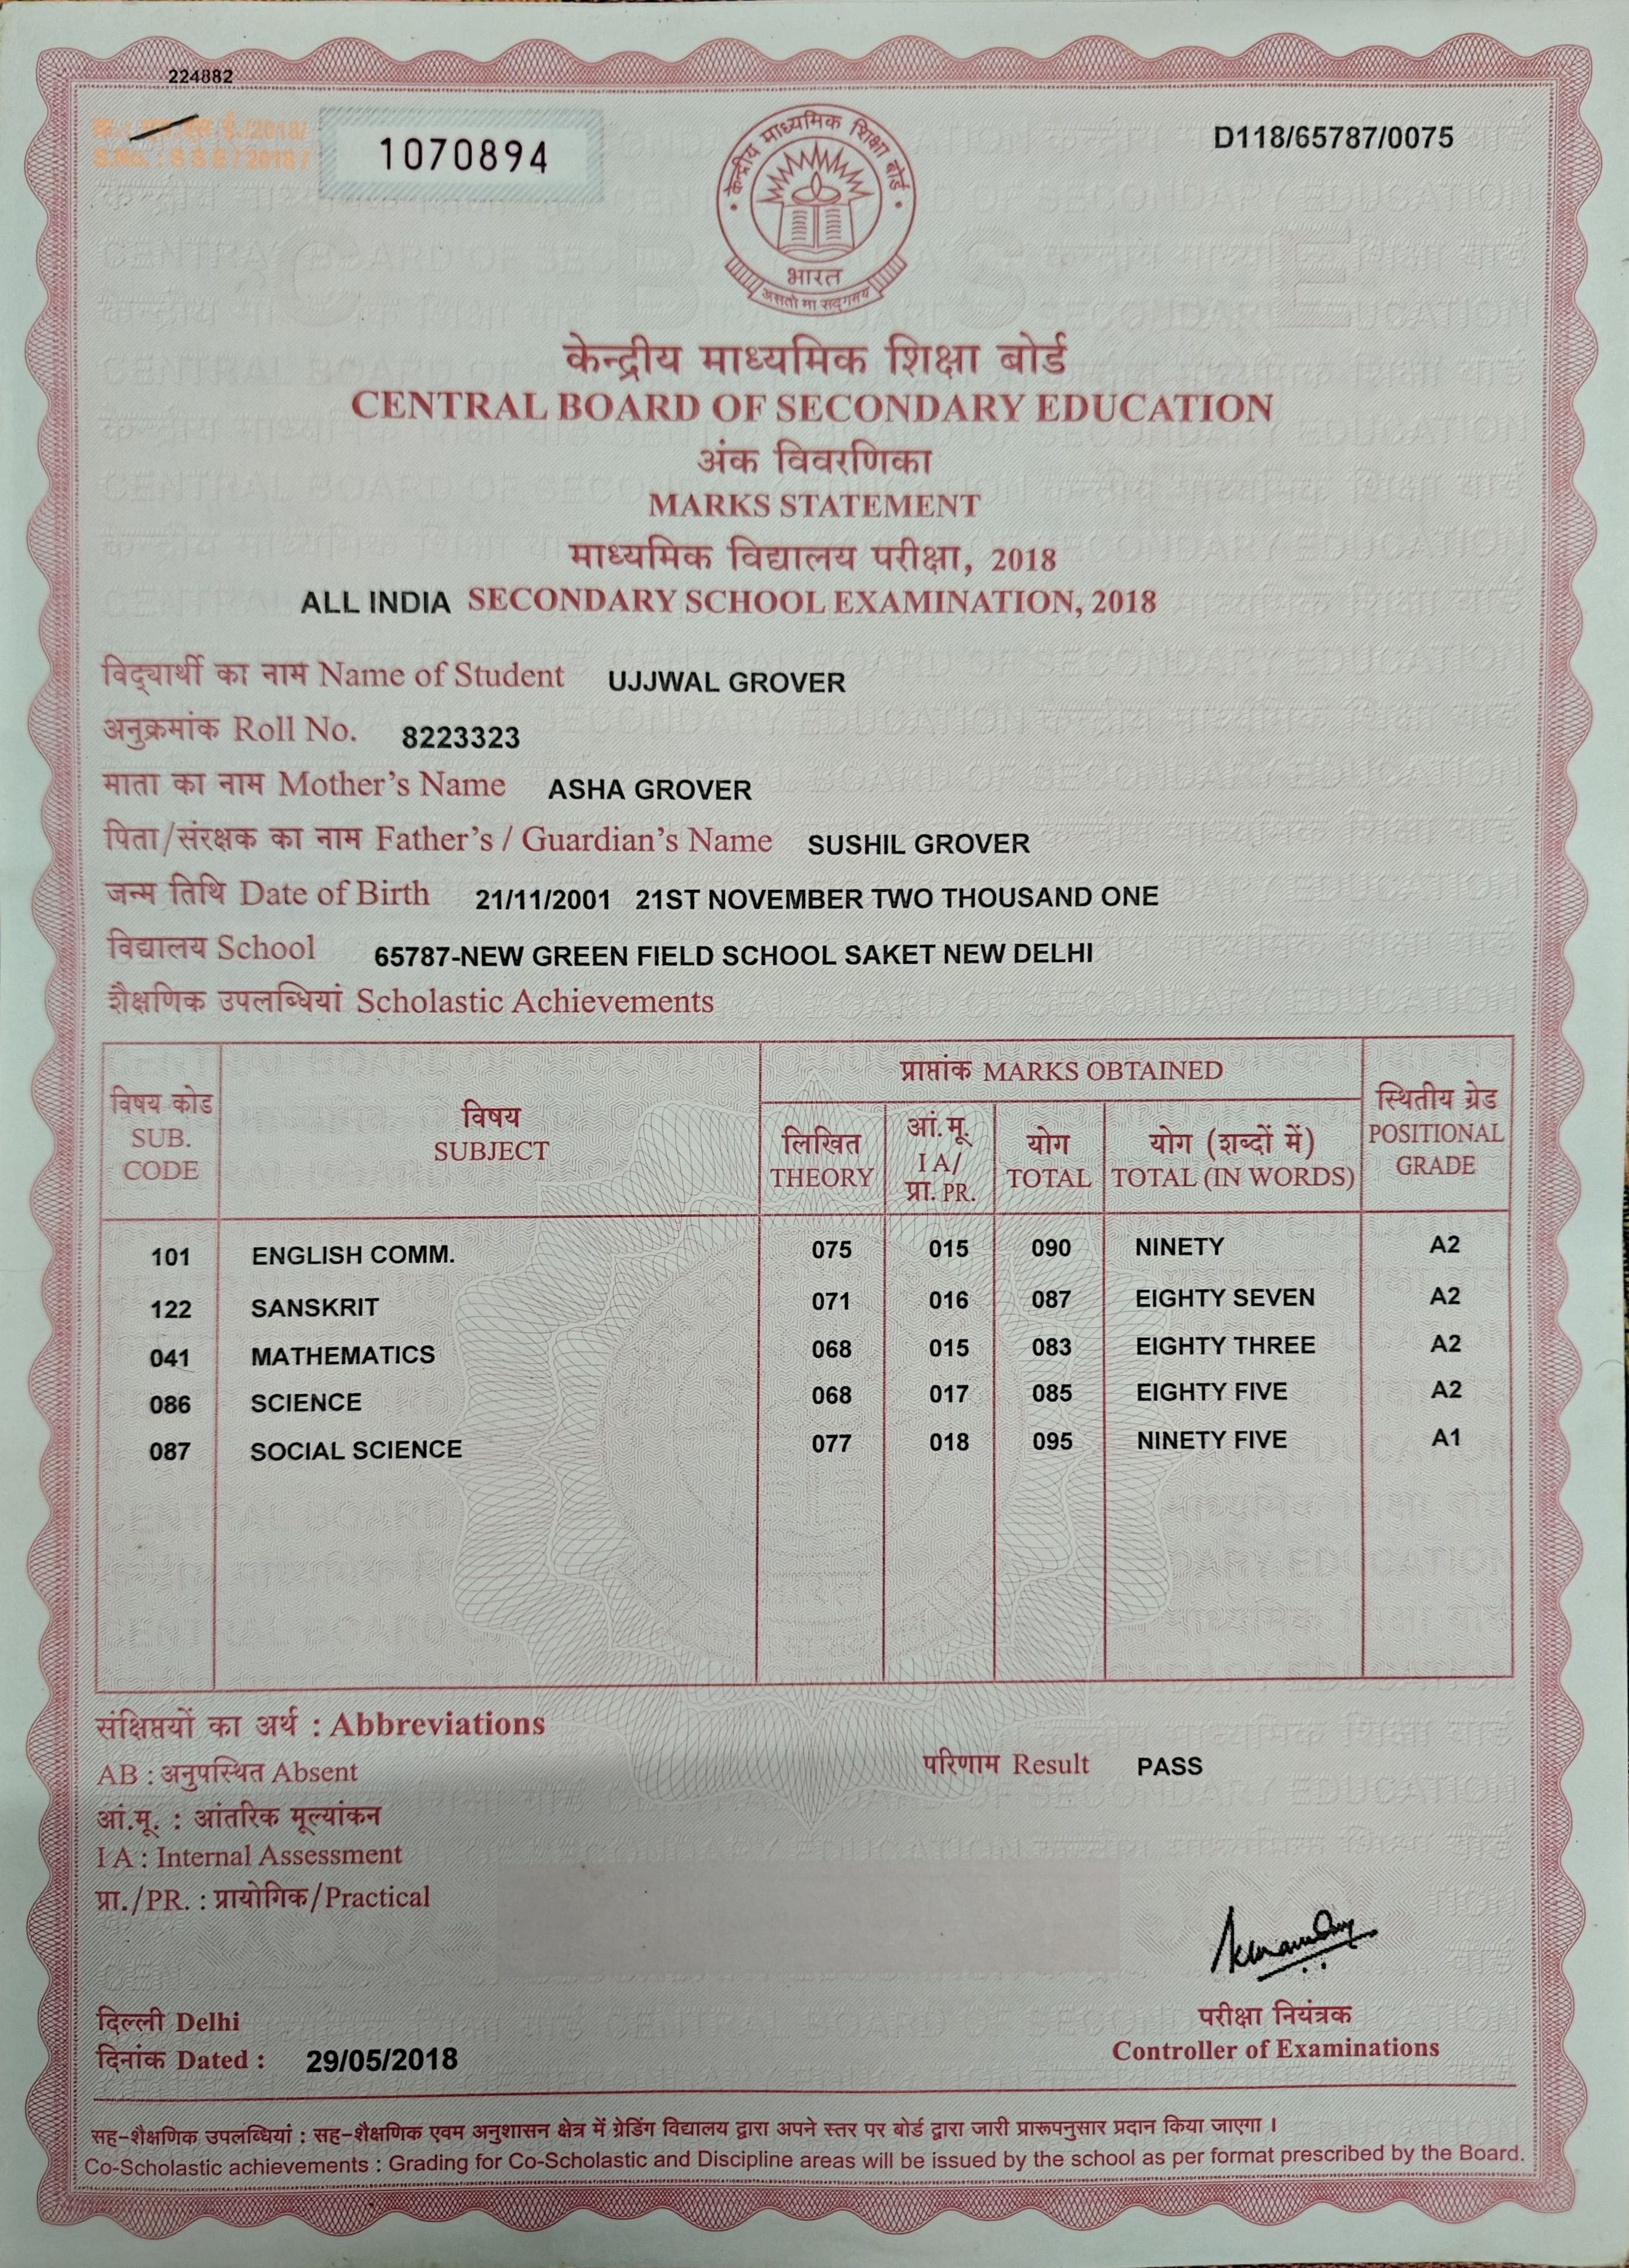 224882
क्र. : एस.एस.ई./2018/
S.No. : S S E / 2018 /
1070894
D118/65787/0075
केन्द्रीय माध्यमिक शिक्षा बोर्ड
भारत
असतो मा सद्गमय
केन्द्रीय माध्यमिक शिक्षा बोर्ड
CENTRAL BOARD OF SECONDARY EDUCATION
अंक विवरणिका
MARKS STATEMENT
माध्यमिक विद्यालय परीक्षा, 2018
ALL INDIA SECONDARY SCHOOL EXAMINATION, 2018
विद्यार्थी का नाम Name of Student UJJWAL GROVER
अनुक्रमांक Roll No. 8223323
माता का नाम Mother's Name ASHA GROVER
पिता/संरक्षक का नाम Father's / Guardian's Name SUSHIL GROVER
जन्म तिथि Date of Birth 21/11/2001 21ST NOVEMBER TWO THOUSAND ONE
विद्यालय School 65787-NEW GREEN FIELD SCHOOL SAKET NEW DELHI
शैक्षणिक उपलब्धियां Scholastic Achievements
विषय कोड
SUB.
CODE
विषय
SUBJECT
प्राप्तांक MARKS OBTAINED
लिखित
THEORY
आं.मू.
I A/
प्रा. PR.
योग
TOTAL
योग (शब्दों में)
TOTAL (IN WORDS)
स्थितीय ग्रेड
POSITIONAL
GRADE
101 ENGLISH COMM. 075 015 090 NINETY A2
122 SANSKRIT 071 016 087 EIGHTY SEVEN A2
041 MATHEMATICS 068 015 083 EIGHTY THREE A2
086 SCIENCE 068 017 085 EIGHTY FIVE A2
087 SOCIAL SCIENCE 077 018 095 NINETY FIVE A1
संक्षिप्तयों का अर्थ : Abbreviations
AB : अनुपस्थित Absent
परिणाम Result PASS
आं.मू. : आंतरिक मूल्यांकन
I A : Internal Assessment
प्रा./PR. : प्रायोगिक/Practical
दिल्ली Delhi
दिनांक Dated : 29/05/2018
परीक्षा नियंत्रक
Controller of Examinations
सह-शैक्षणिक उपलब्धियां : सह-शैक्षणिक एवम अनुशासन क्षेत्र में ग्रेडिंग विद्यालय द्वारा अपने स्तर पर बोर्ड द्वारा जारी प्रारूपनुसार प्रदान किया जाएगा ।
Co-Scholastic achievements : Grading for Co-Scholastic and Discipline areas will be issued by the school as per format prescribed by the Board.